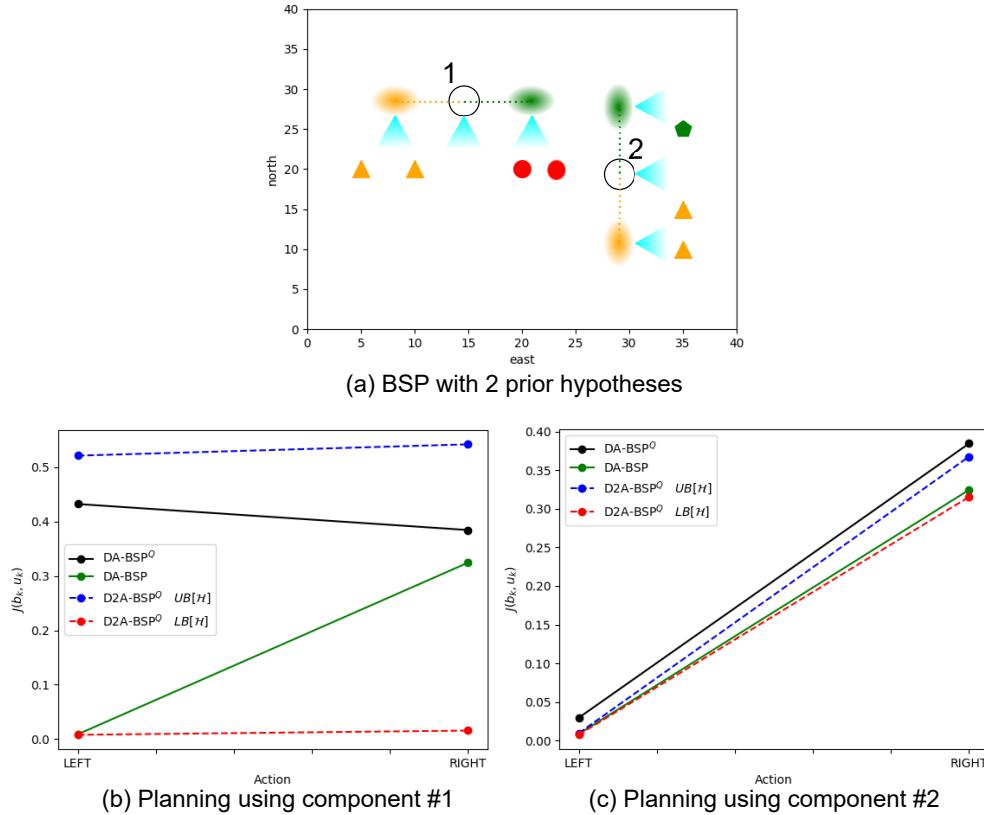 40
35
30
25
20
15
10
5
0
north
1
2
0 5 10 15 20 25 30 35 40
east
(a) BSP with 2 prior hypotheses
0.5
0.4
0.3
0.2
0.1
0.0
J(b_k, u_k)
DA-BSP^Q
DA-BSP
D2A-BSP^Q UB[ℋ]
D2A-BSP^Q LB[ℋ]
LEFT RIGHT
Action
(b) Planning using component #1
0.40
0.35
0.30
0.25
0.20
0.15
0.10
0.05
0.00
J(b_k, u_k)
DA-BSP^Q
DA-BSP
D2A-BSP^Q UB[ℋ]
D2A-BSP^Q LB[ℋ]
LEFT RIGHT
Action
(c) Planning using component #2